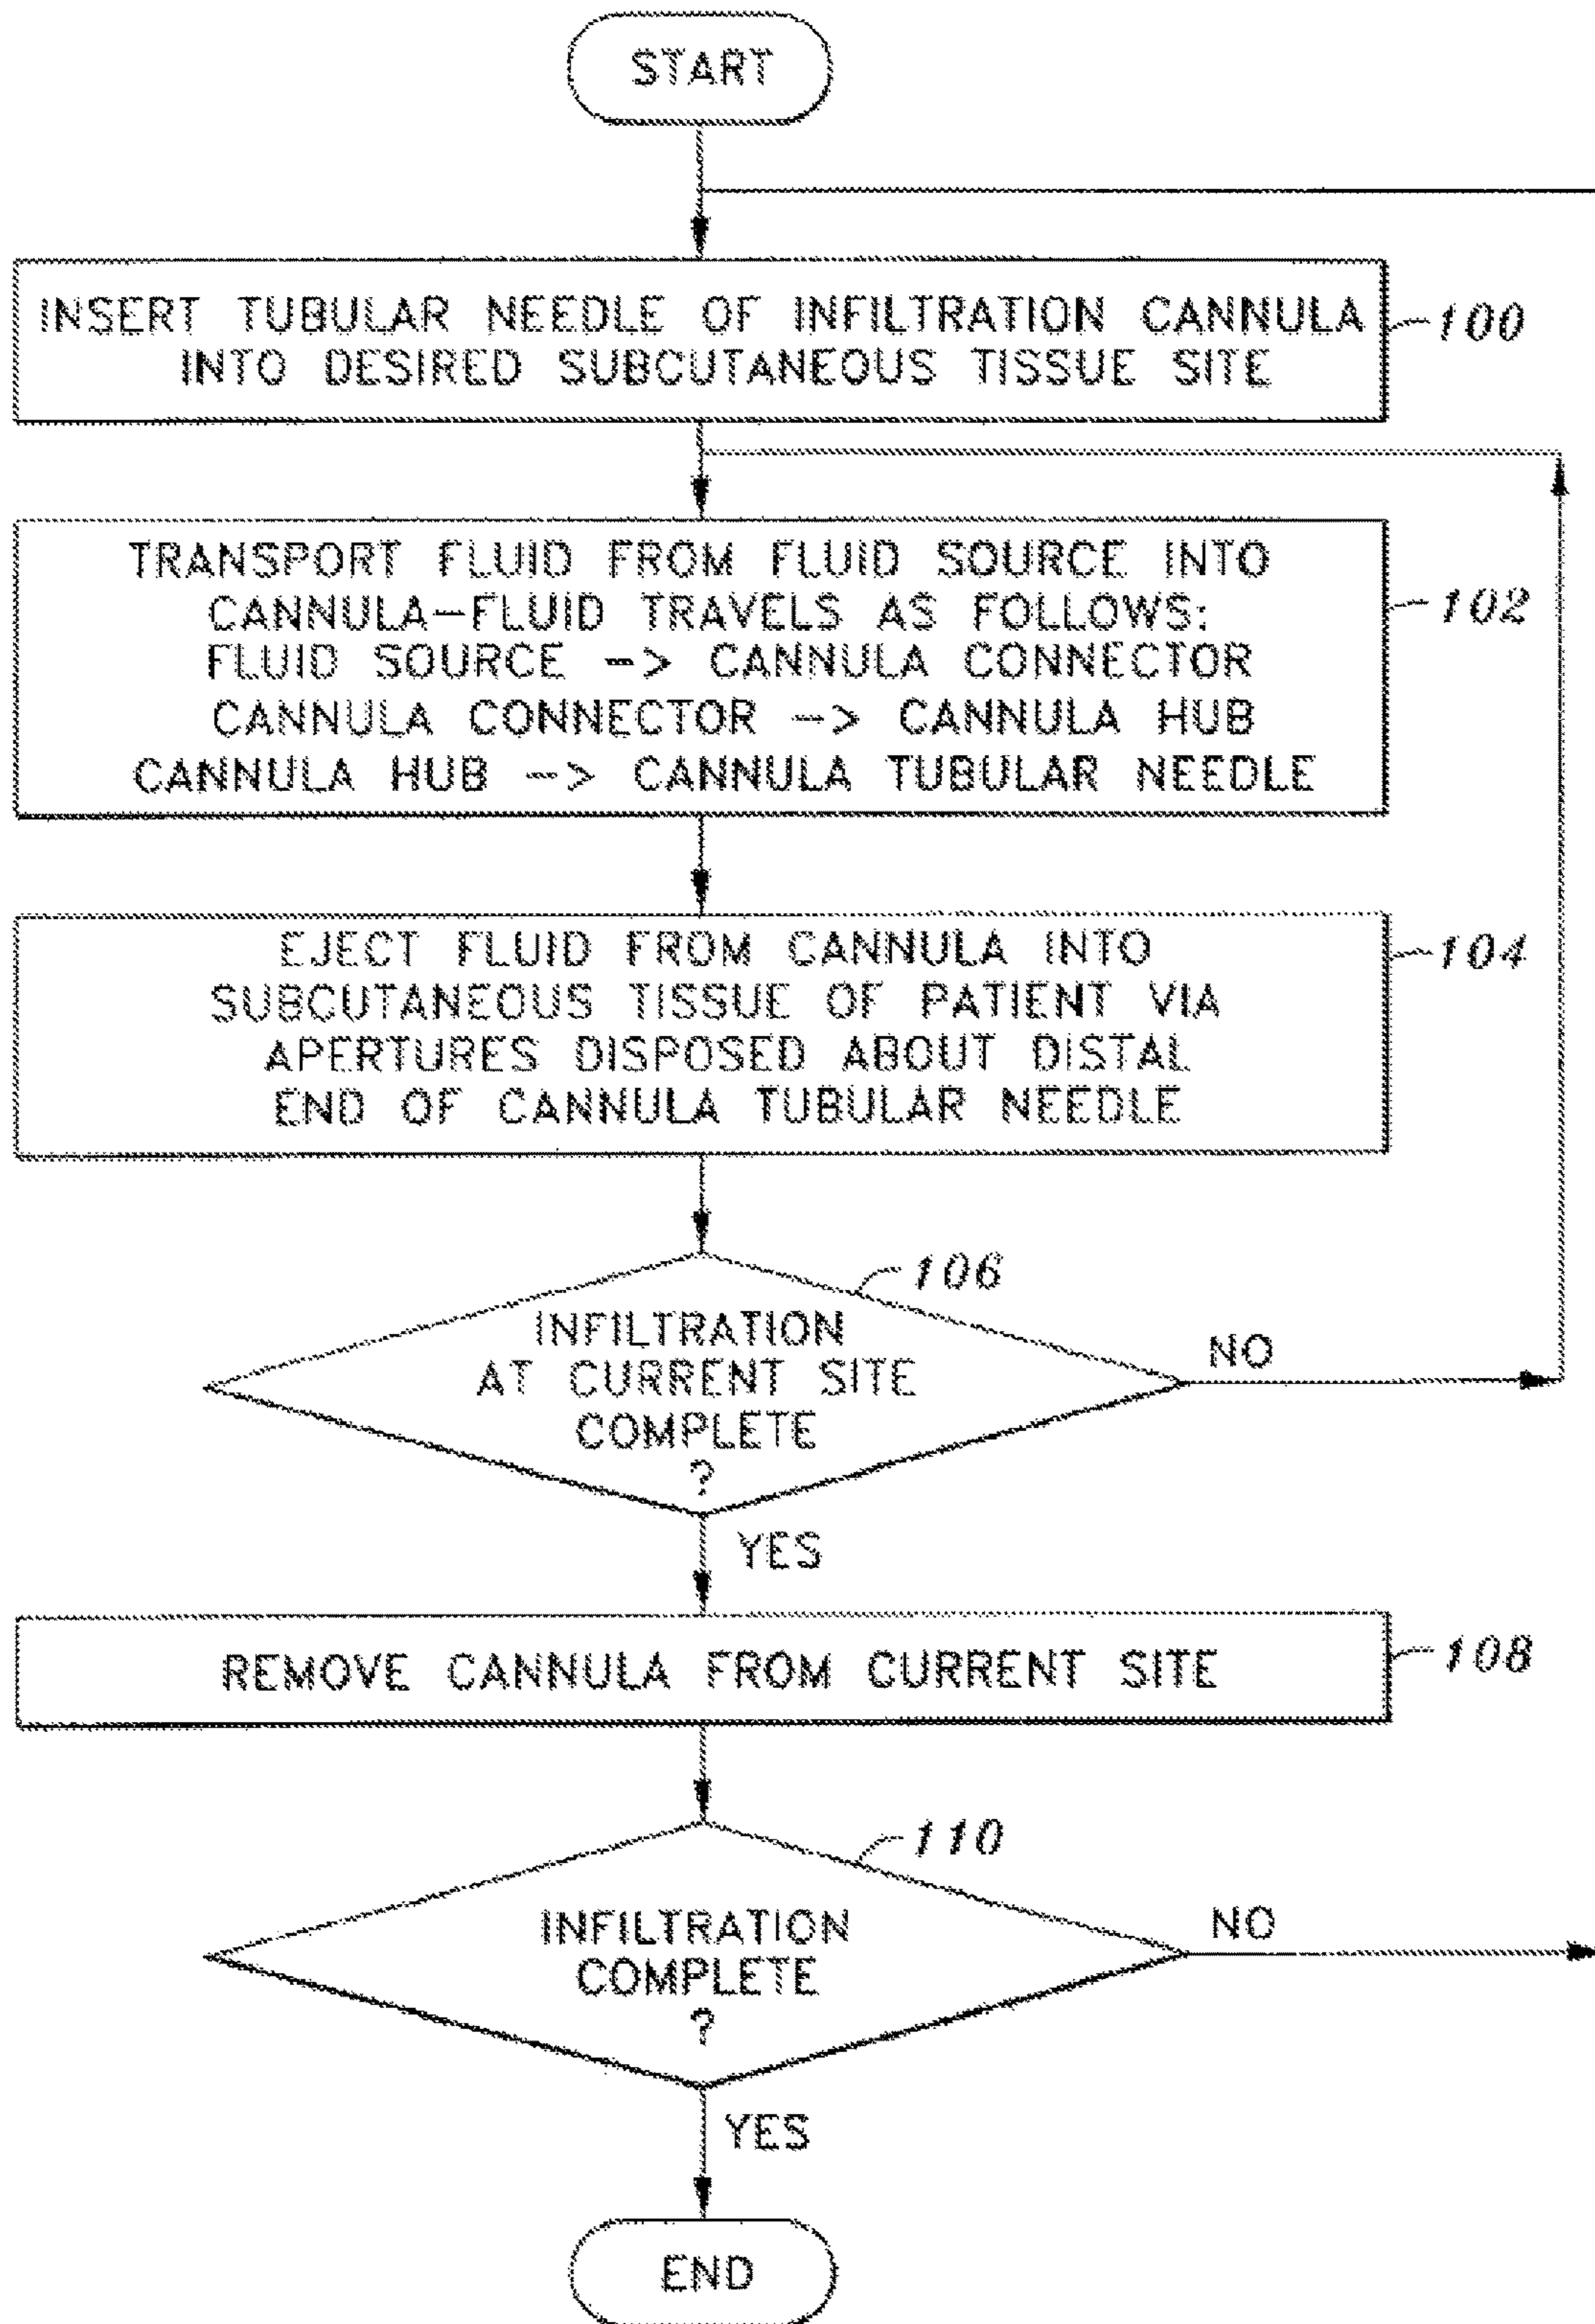 START
INSERT TUBULAR NEEDLE OF INFILTRATION CANNULA
INTO DESIRED SUBCUTANEOUS TISSUE SITE
100
TRANSPORT FLUID FROM FLUID SOURCE INTO
CANNULA-FLUID TRAVELS AS FOLLOWS:
FLUID SOURCE -> CANNULA CONNECTOR
CANNULA CONNECTOR -> CANNULA HUB
CANNULA HUB -> CANNULA TUBULAR NEEDLE
102
EJECT FLUID FROM CANNULA INTO
SUBCUTANEOUS TISSUE OF PATIENT VIA
APERTURES DISPOSED ABOUT DISTAL
END OF CANNULA TUBULAR NEEDLE
104
106
INFILTRATION
AT CURRENT SITE
COMPLETE
?
NO
YES
REMOVE CANNULA FROM CURRENT SITE
108
110
INFILTRATION
COMPLETE
?
NO
YES
END